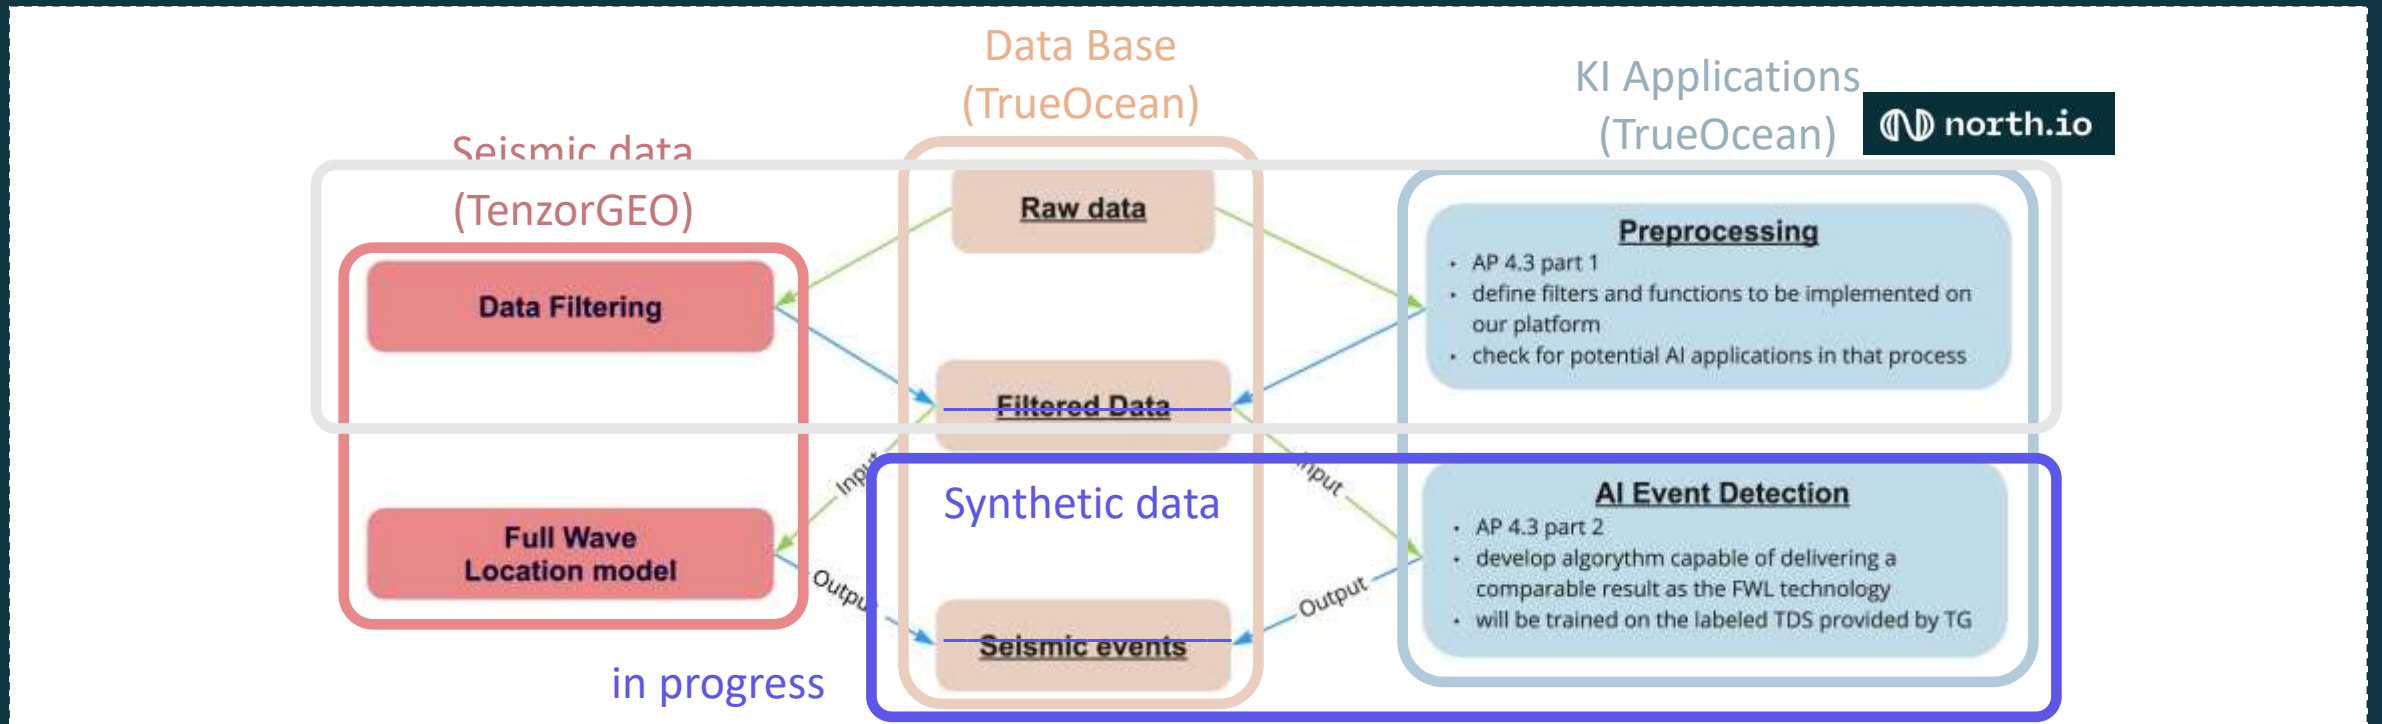 Data Base
(TrueOcean)
KI Applications
(TrueOcean)
north.io
Seismic data
(TenzorGEO)
Raw data
Data Filtering
Preprocessing
• AP 4.3 part 1
• define filters and functions to be implemented on
our platform
• check for potential AI applications in that process
Filtered Data
Input
Input
Synthetic data
Full Wave
Location model
AI Event Detection
• AP 4.3 part 2
• develop algorythm capable of delivering a
comparable result as the FWL technology
• will be trained on the labeled TDS provided by TG
Output
Output
Seismic events
in progress